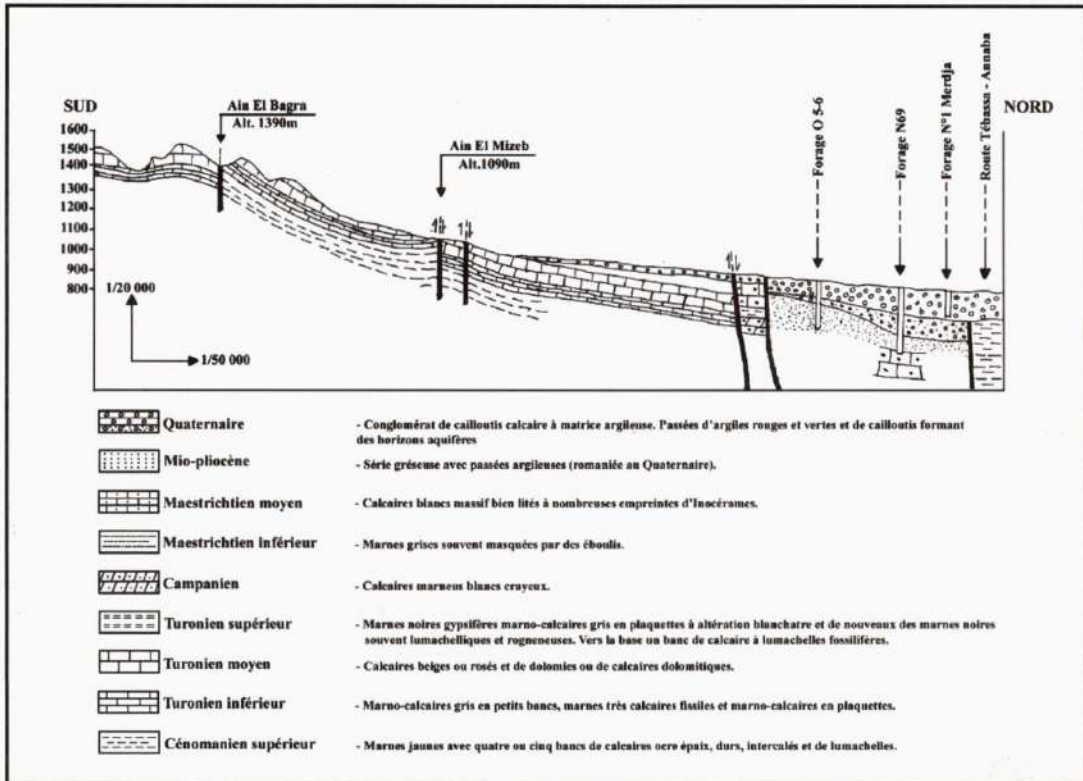 SUD
NORD
1600
1500
1400
1300
1200
1100
1000
900
800
Ain El Bagra
Alt. 1390m
Ain El Mizeb
Alt.1090m
Forage O 5-6
Forage N69
Forage N°1 Merdja
Route Tébassa - Annaba
1/20 000
1/50 000
Quaternaire
- Conglomérat de cailloutis calcaire à matrice argileuse. Passées d'argiles rouges et vertes et de cailloutis formant
des horizons aquifères
Mio-pliocène
- Série gréseuse avec passées argileuses (romaniée au Quaternaire).
Maestrichtien moyen
- Calcaires blancs massif bien lités à nombreuses empreintes d'Inocérames.
Maestrichtien inférieur
- Marnes grises souvent masquées par des éboulis.
Campanien
- Calcaires marneus blancs crayeux.
Turonien supérieur
- Marnes noires gypsifères marno-calcaires gris en plaquettes à altération blanchatre et de nouveaux des marnes noires
souvent lumachelliques et rogneneuses. Vers la base un banc de calcaire à lumacbelles fossilifères.
Turonien moyen
- Calcaires beiges ou rosés et de dolomies ou de calcaires dolomitiques.
Turonien inférieur
- Marno-calcaires gris en petits bancs, marnes très calcaires fissiles et marno-calcaires en plaquettes.
Cénomanien supérieur
- Marnes jaunes avec quatre ou cinq bancs de calcaires ocre épaix, durs, intercalés et de lumachelles.